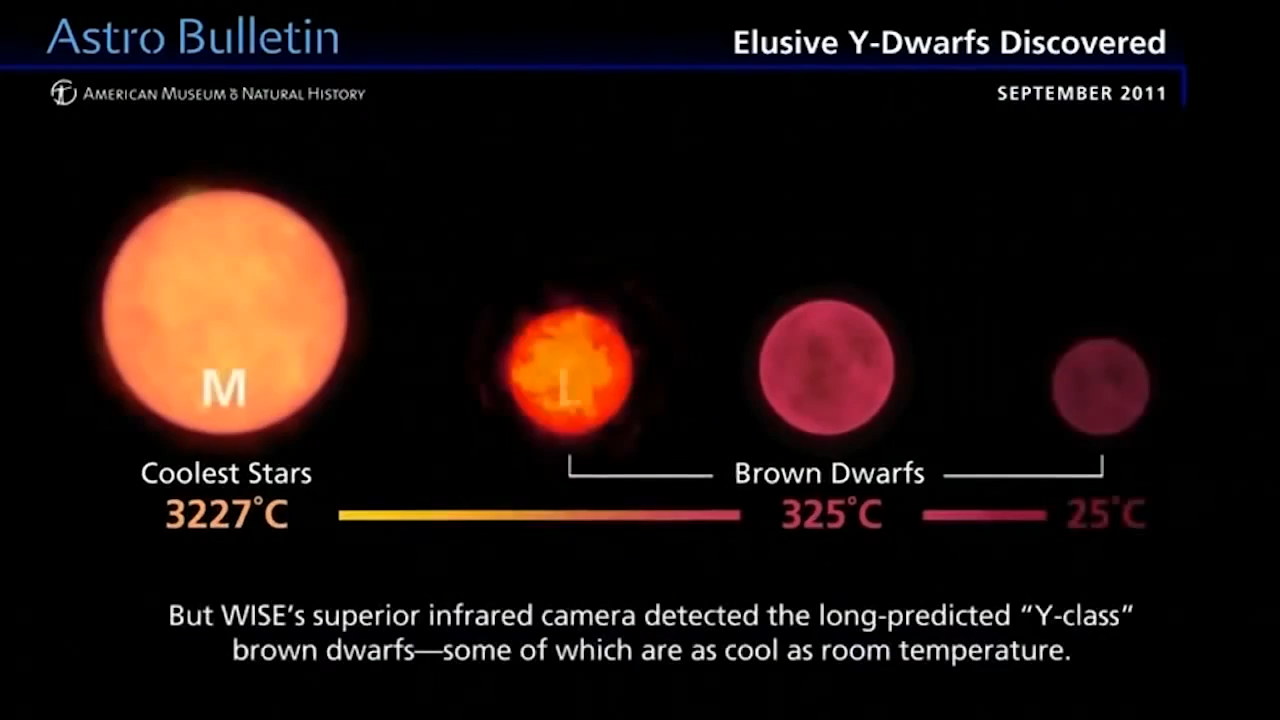 Astro Bulletin
Elusive Y-Dwarfs Discovered
AMERICAN MUSEUM ȣ NATURAL HISTORY
SEPTEMBER 2011
M
L
Coolest Stars
Brown Dwarfs
3227°C
325°C
25°C
But WISE’s superior infrared camera detected the long-predicted “Y-class”
brown dwarfs—some of which are as cool as room temperature.